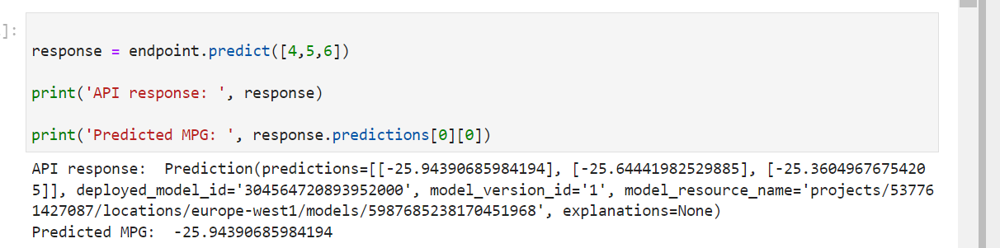 ]:
response = endpoint.predict([4,5,6])
print('API response: ', response)
print('Predicted MPG: ', response.predictions[0][0])
API response:  Prediction(predictions=[[-25.94390685984194], [-25.64441982529885], [-25.3604967675420
5]], deployed_model_id='304564720893952000', model_version_id='1', model_resource_name='projects/53776
1427087/locations/europe-west1/models/5987685238170451968', explanations=None)
Predicted MPG:  -25.94390685984194